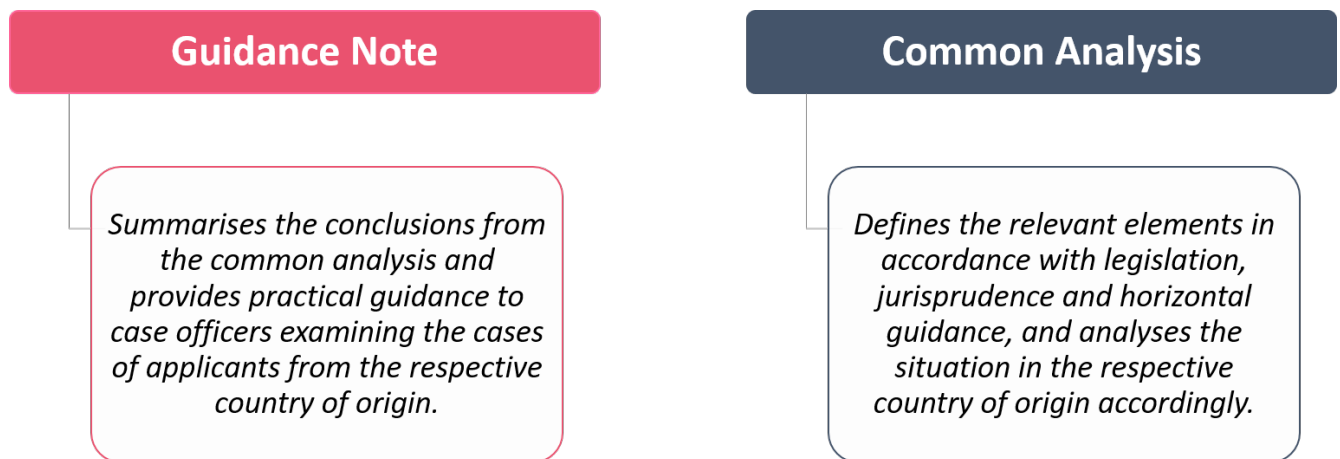 Guidance Note
Summarises the conclusions from
the common analysis and
provides practical guidance to
case officers examining the cases
of applicants from the respective
country of origin.
Common Analysis
Defines the relevant elements in
accordance with legislation,
jurisprudence and horizontal
guidance, and analyses the
situation in the respective
country of origin accordingly.